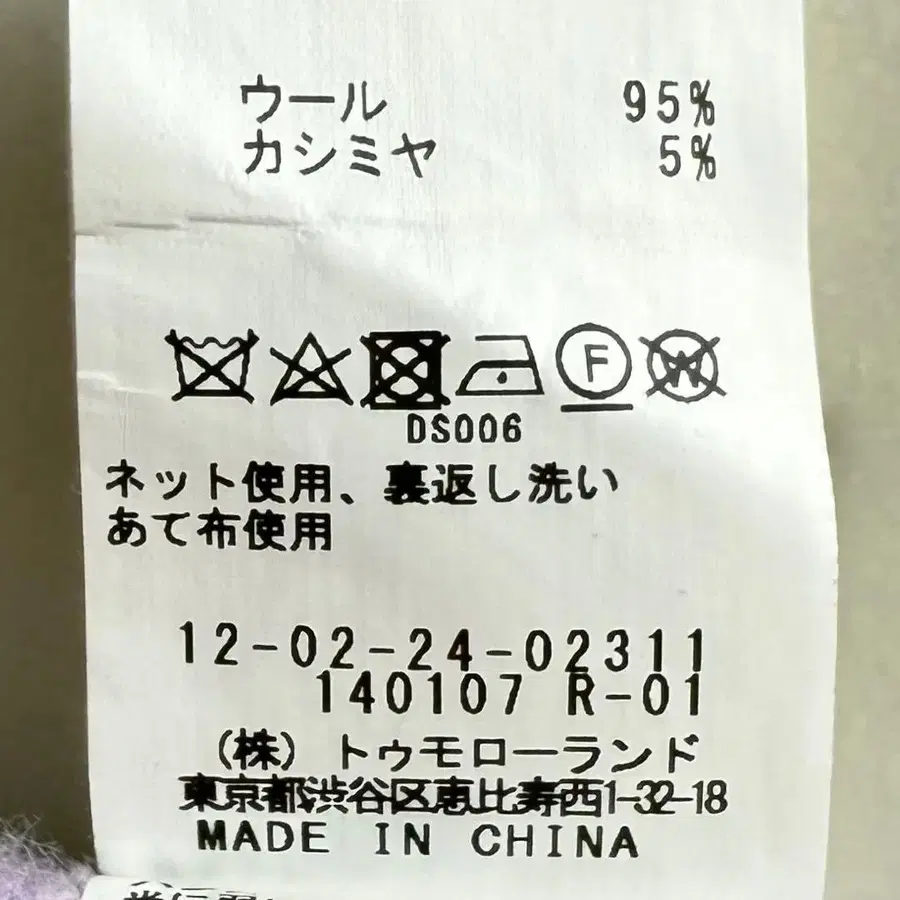 ウール 95%
カシミヤ 5%
F W
DS006
ネット使用、裏返し洗い
あて布使用
12-02-24-02311
140107 R-01
(株) トゥモローランド
東京都渋谷区恵比寿西1-32-18
MADE IN CHINA